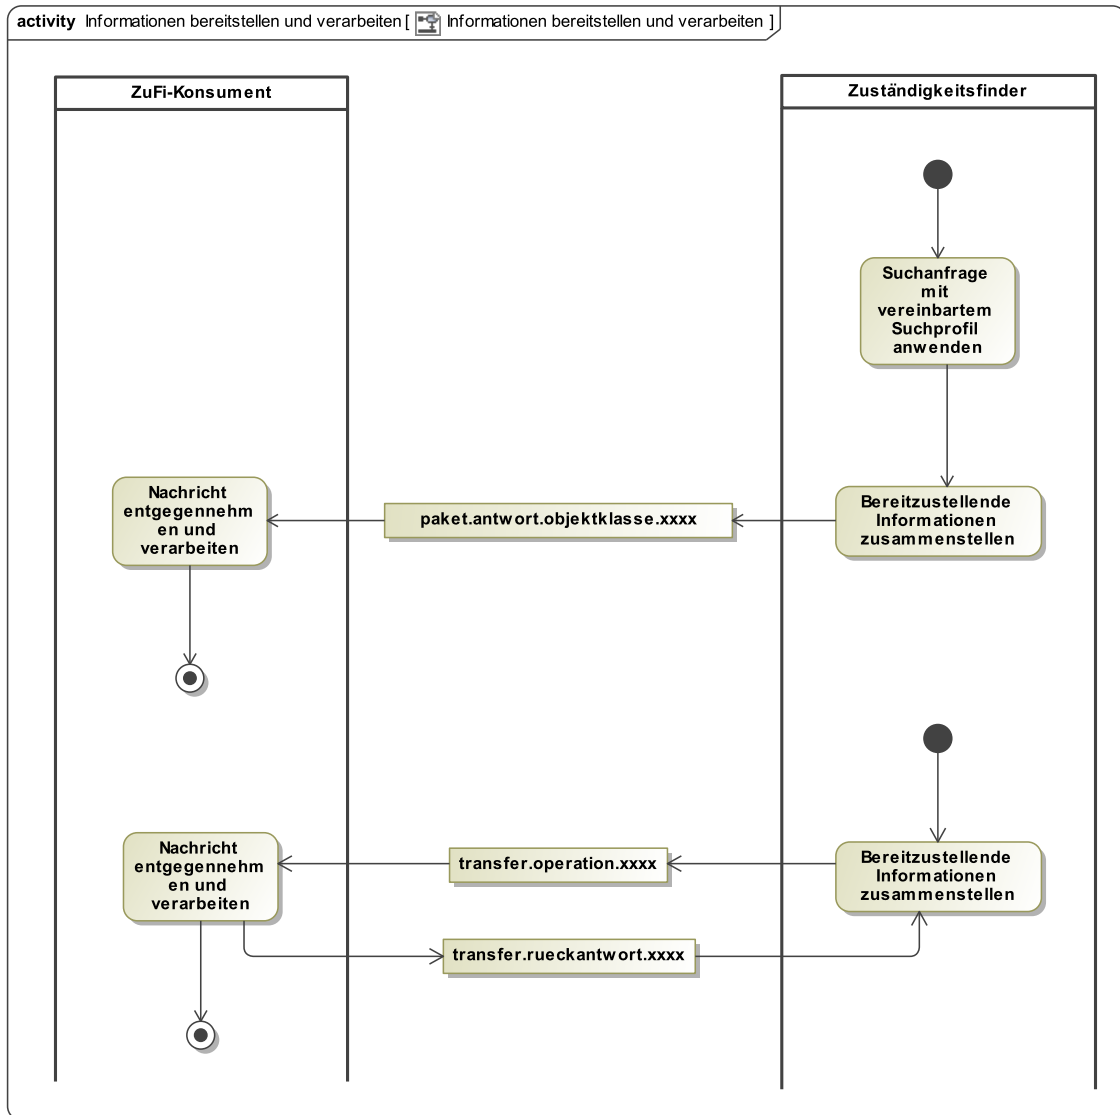 activity Informationen bereitstellen und verarbeiten [ Informationen bereitstellen und verarbeiten ]
ZuFi-Konsument
Zuständigkeitsfinder
Suchanfrage
mit
vereinbartem
Suchprofil
anwenden
Nachricht
entgegennehm
en und
verarbeiten
paket.antwort.objektklasse.xxxx
Bereitzustellende
Informationen
zusammenstellen
Nachricht
entgegennehm
en und
verarbeiten
transfer.operation.xxxx
Bereitzustellende
Informationen
zusammenstellen
transfer.rueckantwort.xxxx